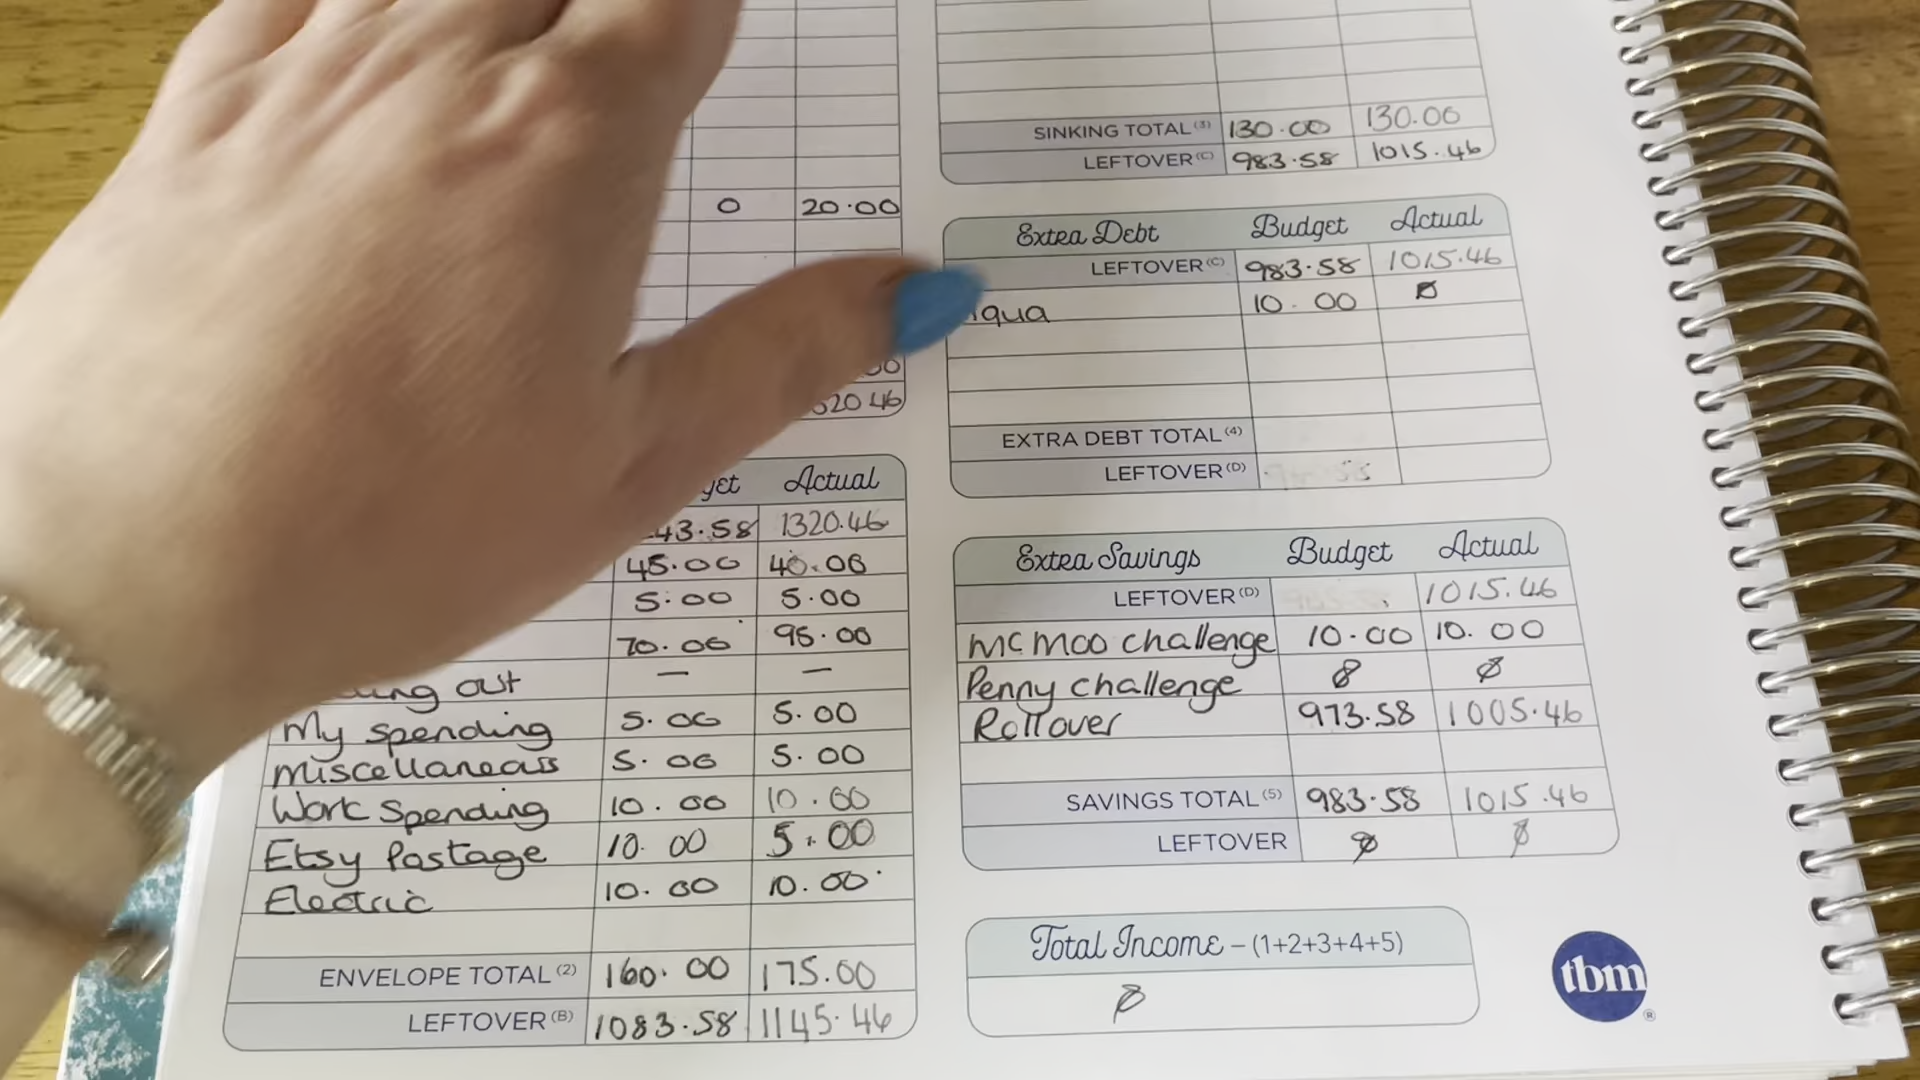 0 20.00
Actual
1320.46
45.00 40.00
5.00 5.00
70.00 95.00
— —
out
My spending 5.00 5.00
Miscellaneous 5.00 5.00
Work Spending 10.00 10.00
Etsy Postage 10.00 5.00
Electric 10.00 10.00
ENVELOPE TOTAL (2) 160.00 175.00
LEFTOVER (B) 1083.58 1145.46
SINKING TOTAL (3) 130.00 130.00
LEFTOVER (C) 983.58 1015.46
Extra Debt Budget Actual
LEFTOVER (C) 983.58 1015.46
10.00 Ø
EXTRA DEBT TOTAL (4)
LEFTOVER (D)
Extra Savings Budget Actual
LEFTOVER (D) 1015.46
McMoo challenge 10.00 10.00
Penny challenge Ø Ø
Rollover 973.58 1005.46
SAVINGS TOTAL (5) 983.58 1015.46
LEFTOVER Ø Ø
Total Income – (1+2+3+4+5)
Ø
tbm ®